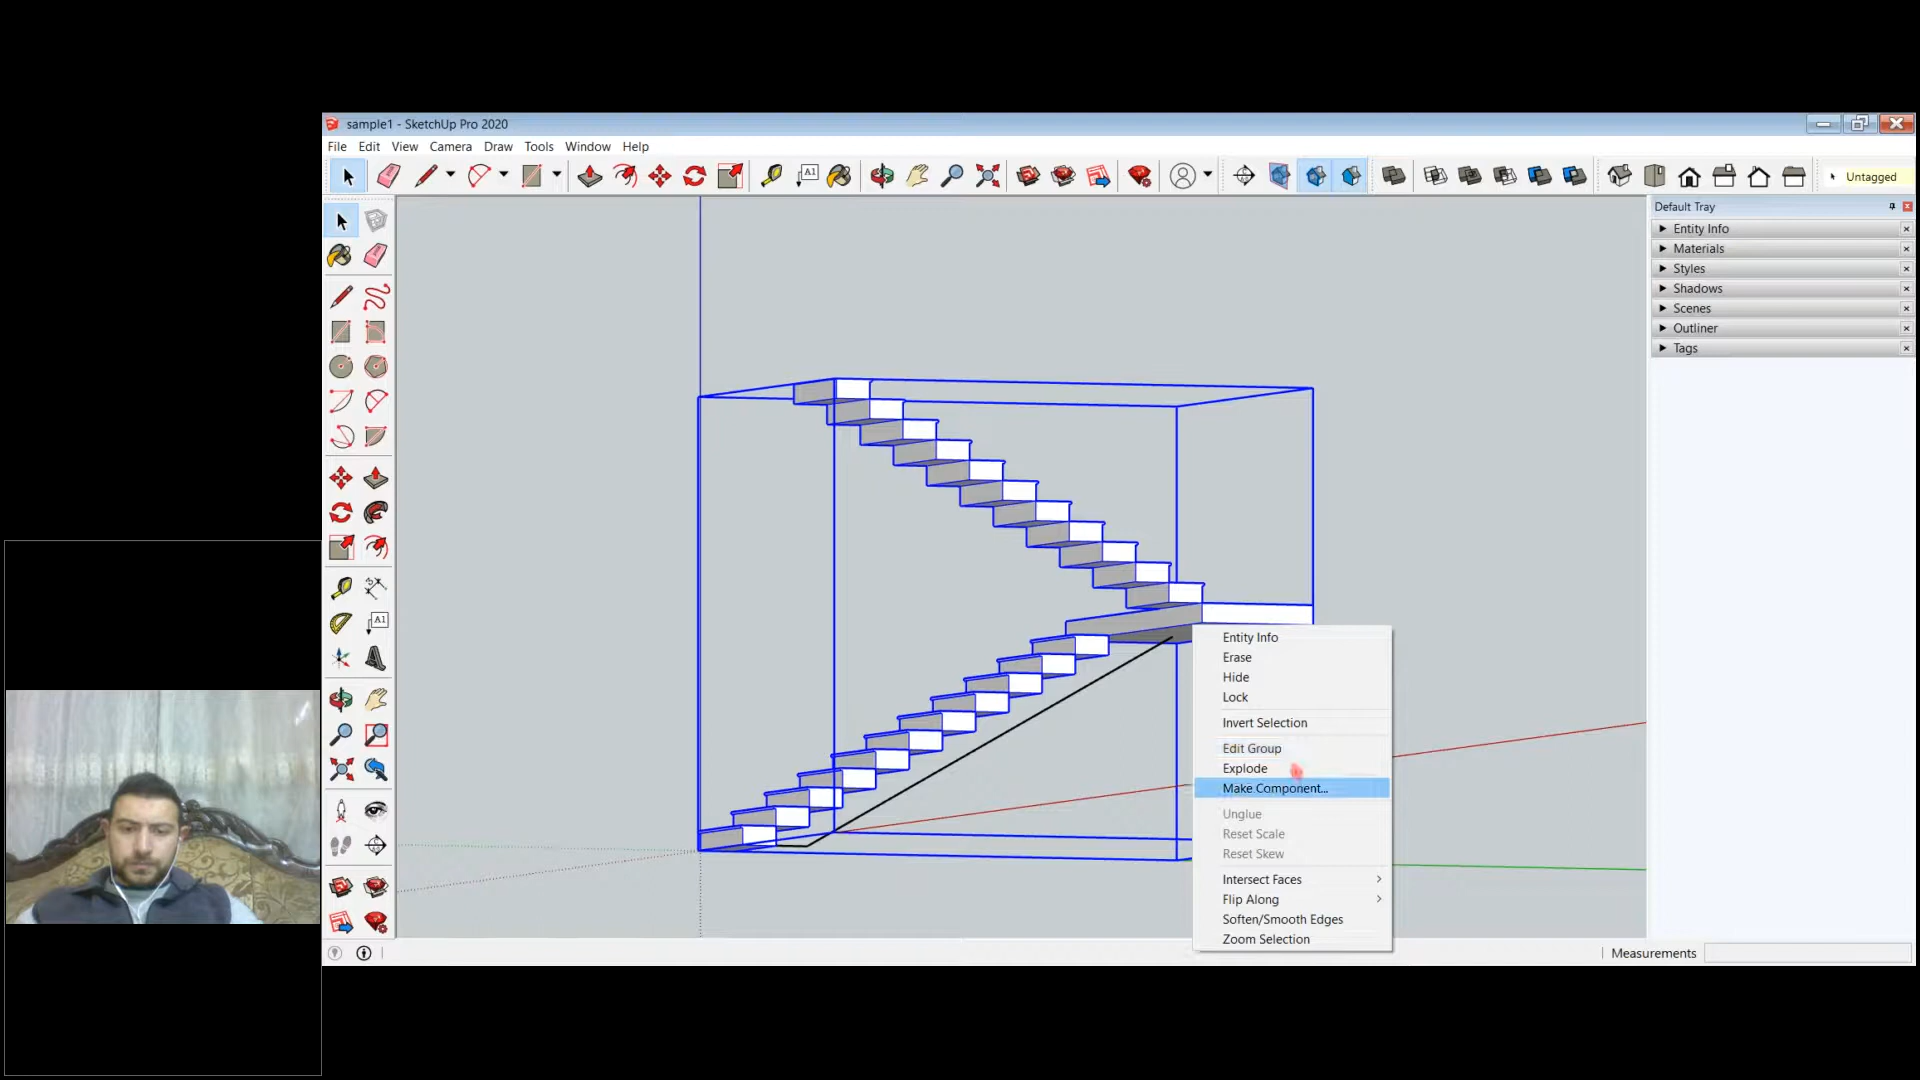 sample1 - SketchUp Pro 2020
File Edit View Camera Draw Tools Window Help
A1
Untagged
Default Tray
Entity Info
Materials
Styles
Shadows
Scenes
Outliner
Tags
A1
Entity Info
Erase
Hide
Lock
Invert Selection
Edit Group
Explode
Make Component...
Unglue
Reset Scale
Reset Skew
Intersect Faces
Flip Along
Soften/Smooth Edges
Zoom Selection
Measurements